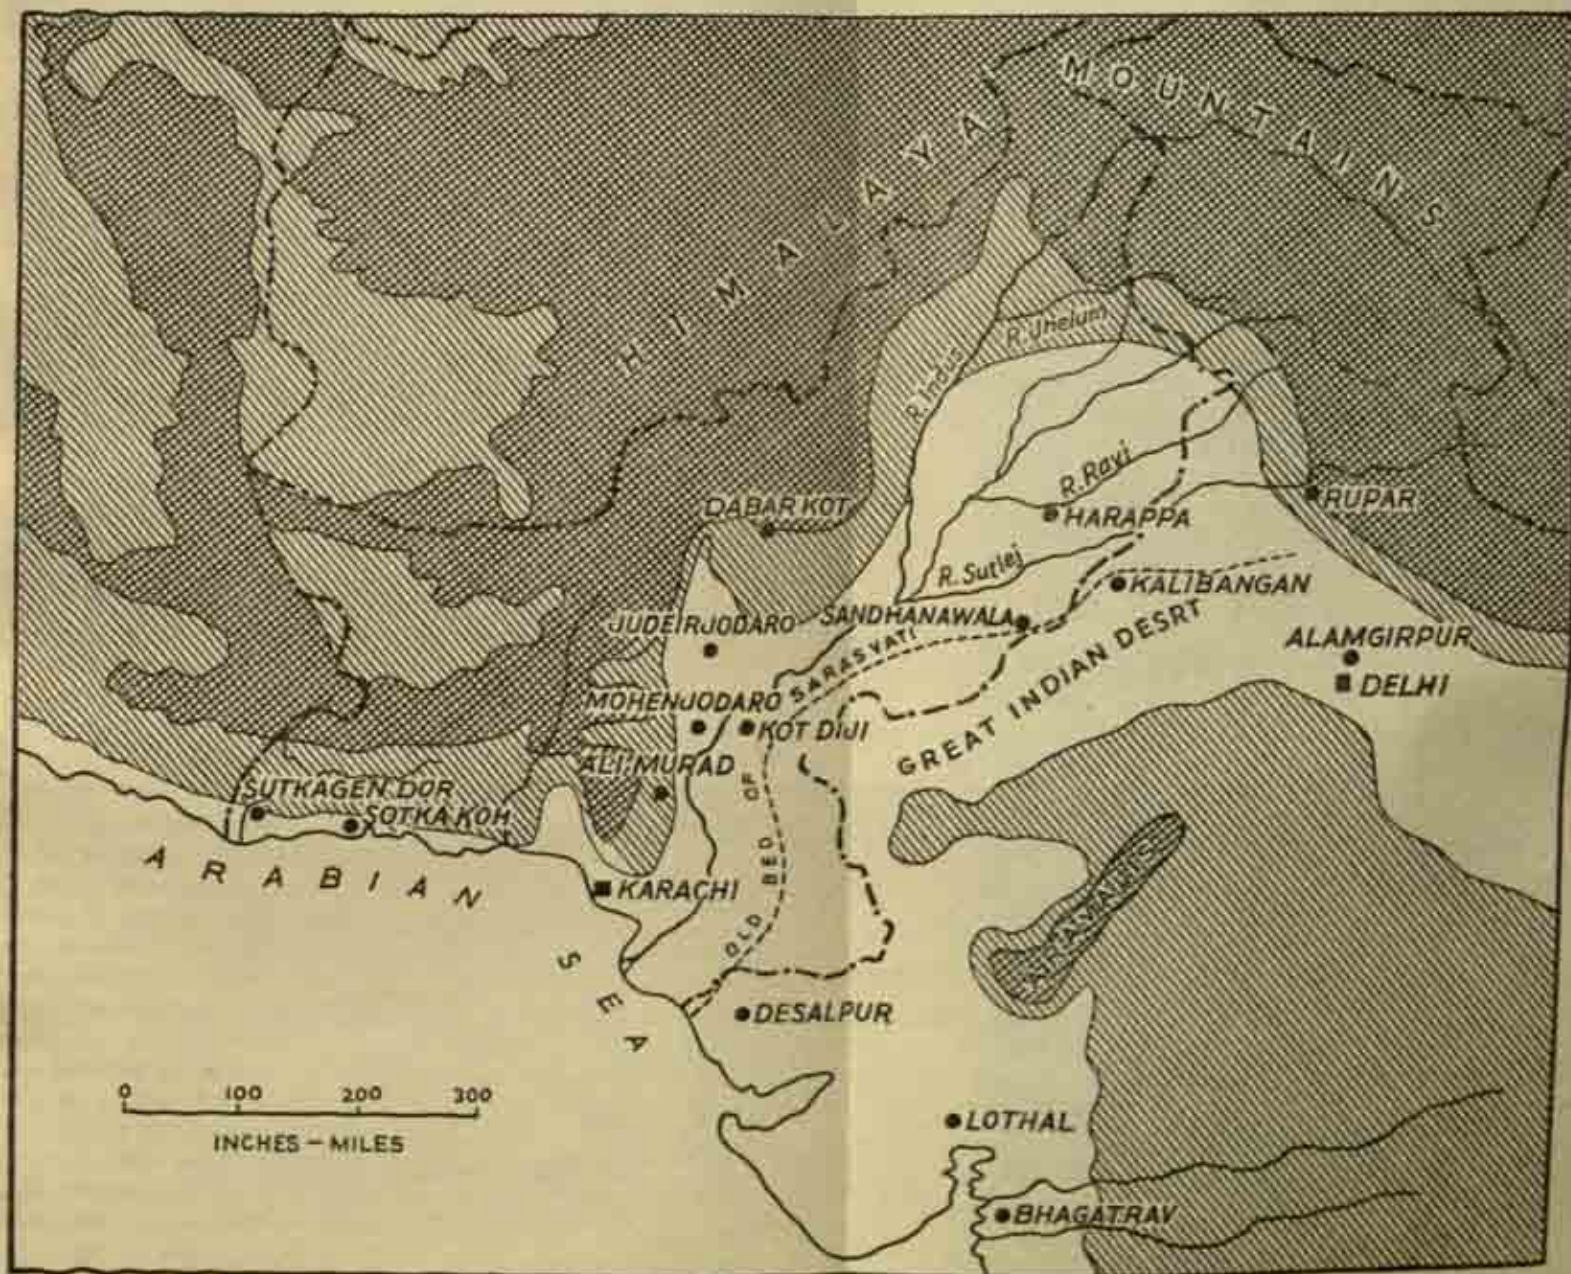 HIMALAYA MOUNTAINS
R. Indus
R. Jhelum
R. Ravi
RUPAR
DABAR KOT
HARAPPA
R. Sutlej
KALIBANGAN
JUDEIRJODARO
SANDHANAWALA
ALAMGIRPUR
DELHI
OLD BED OF SARASVATI
GREAT INDIAN DESRT
MOHENJODARO
KOT DIJI
ALI MURAD
SUTKAGEN DOR
SOTKA KOH
ARABIAN SEA
KARACHI
ARAVALLIS
DESALPUR
0 100 200 300
INCHES – MILES
LOTHAL
BHAGATRAV